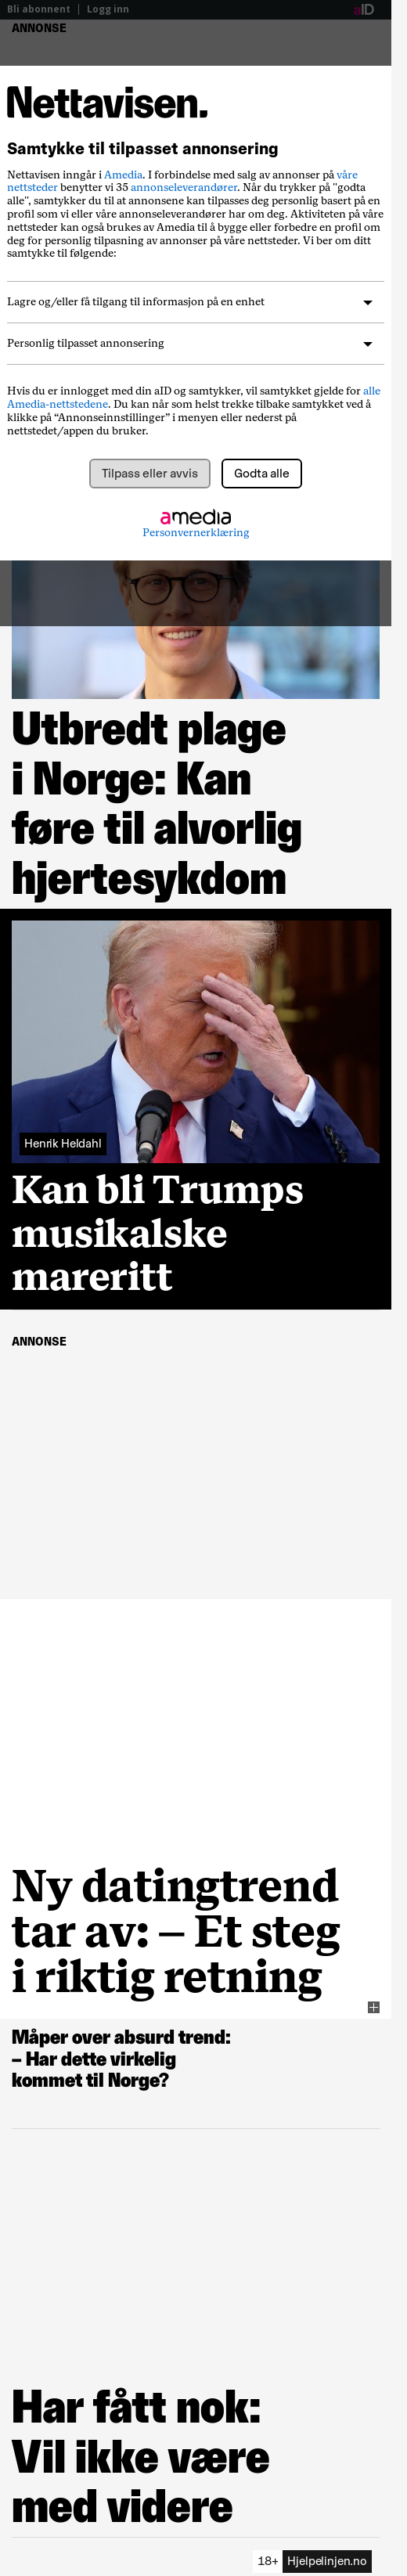 Bli abonnent | Logg inn
aID
ANNONSE
Nettavisen.
Samtykke til tilpasset annonsering
Nettavisen inngår i Amedia. I forbindelse med salg av annonser på våre
nettsteder benytter vi 35 annonseleverandører. Når du trykker på "godta
alle", samtykker du til at annonsene kan tilpasses deg personlig basert på en
profil som vi eller våre annonseleverandører har om deg. Aktiviteten på våre
nettsteder kan også brukes av Amedia til å bygge eller forbedre en profil om
deg for personlig tilpasning av annonser på våre nettsteder. Vi ber om ditt
samtykke til følgende:
Lagre og/eller få tilgang til informasjon på en enhet
Personlig tilpasset annonsering
Hvis du er innlogget med din aID og samtykker, vil samtykket gjelde for alle
Amedia-nettstedene. Du kan når som helst trekke tilbake samtykket ved å
klikke på “Annonseinnstillinger” i menyen eller nederst på
nettstedet/appen du bruker.
Tilpass eller avvis Godta alle
amedia
Personvernerklæring
Utbredt plage
i Norge: Kan
føre til alvorlig
hjertesykdom
Henrik Heldahl
Kan bli Trumps
musikalske
mareritt
ANNONSE
Ny datingtrend
tar av: – Et steg
i riktig retning
Måper over absurd trend:
– Har dette virkelig
kommet til Norge?
Har fått nok:
Vil ikke være
med videre
18+ Hjelpelinjen.no